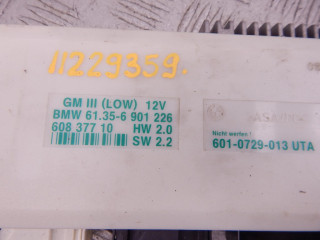 11229359.
GM III (LOW) 12V
BMW 61.35-6 901 226
608 377 10 HW 2.0
SW 2.2
Nicht werfen
601-0729-013 UTA